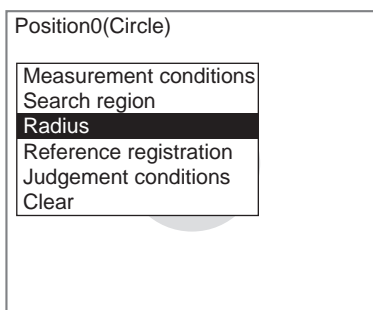 Position0(Circle)
Measurement conditions
Search region
Radius
Reference registration
Judgement conditions
Clear